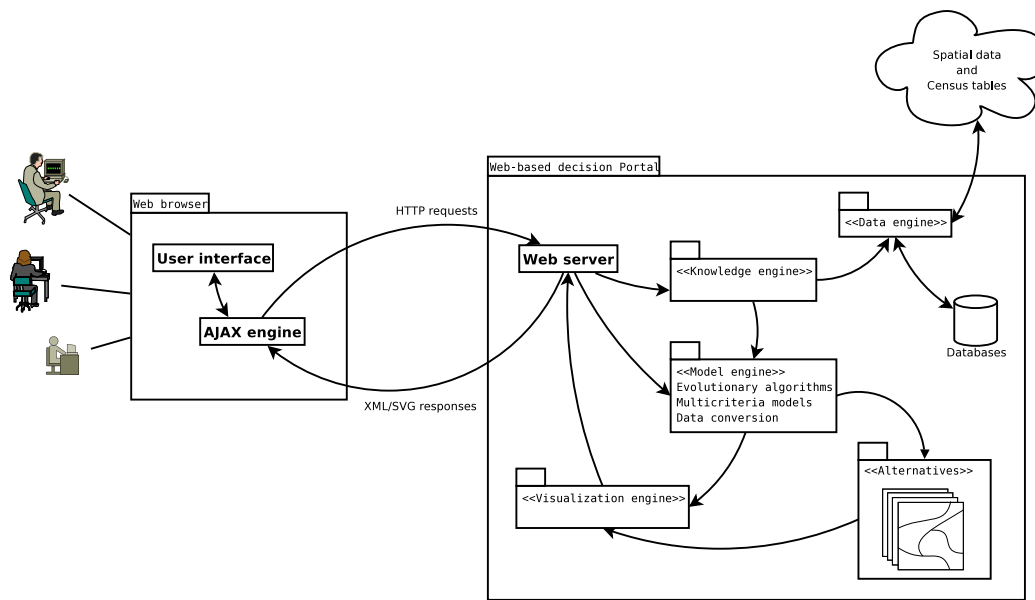 Spatial data
and
Census tables
Web-based decision Portal
Web browser
HTTP requests
<<Data engine>>
User interface
Web server
<<Knowledge engine>>
AJAX engine
Databases
<<Model engine>>
Evolutionary algorithms
Multicriteria models
Data conversion
XML/SVG responses
<<Alternatives>>
<<Visualization engine>>